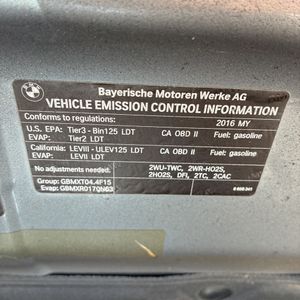 BMW
Bayerische Motoren Werke AG
VEHICLE EMISSION CONTROL INFORMATION
Conforms to regulations: 2016 MY
U.S. EPA: Tier3 - Bin125 LDT CA OBD II Fuel: gasoline
EVAP: Tier2 LDT
California: LEVIII - ULEV125 LDT CA OBD II Fuel: gasoline
EVAP: LEVII LDT
No adjustments needed. 2WU-TWC, 2WR-HO2S,
Group: GBMXT04.4F15 2HO2S, DFI, 2TC, 2CAC
Evap: GBMXR0170N63